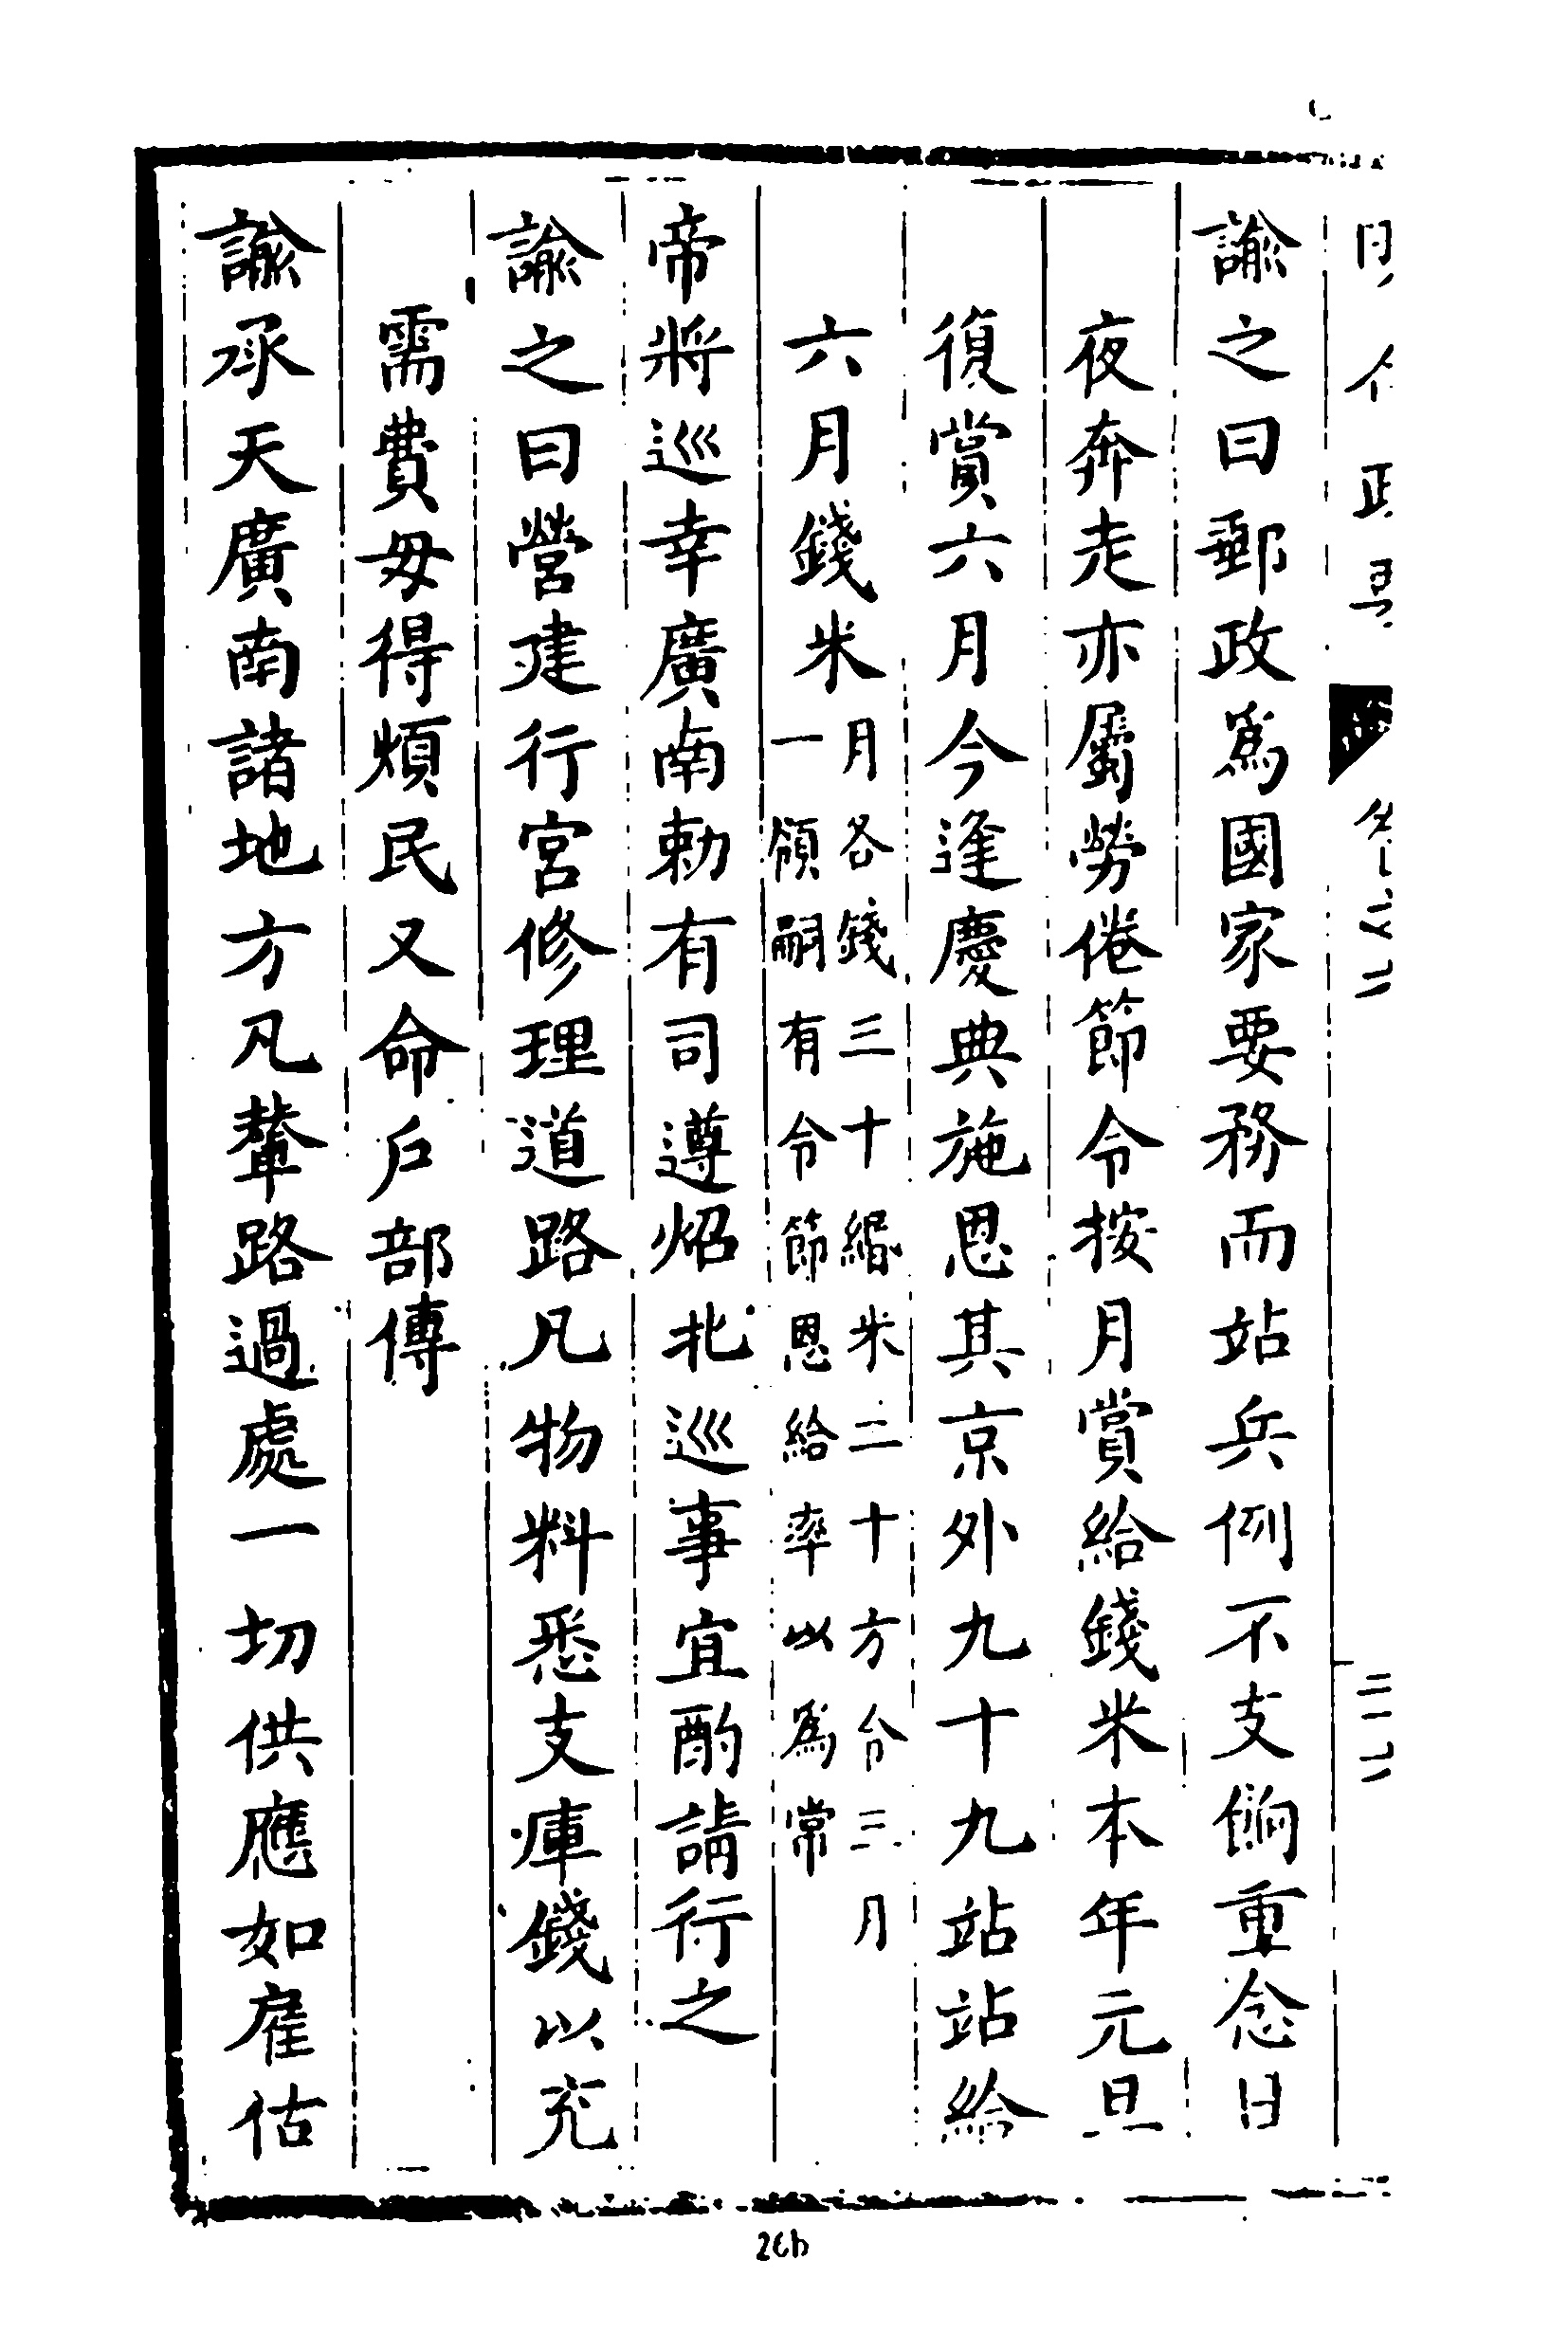 諭之曰郵政爲國家要務而站兵例不支餉重念日
夜奔走亦屬勞倦節令按月賞給錢米本年元旦
復賞六月今逢慶典施恩其京外九十九站站給
六月錢米
月各錢三十緡米二十方令三月
一領嗣有令節恩給率以爲常
帝將巡幸廣南勅有司遵炤北巡事宜酌請行之
諭之曰營建行宮修理道路凡物料悉支庫錢以充
需費毋得煩民又命戶部傳
諭承天廣南諸地方凡輦路過處一切供應如雇估
26b